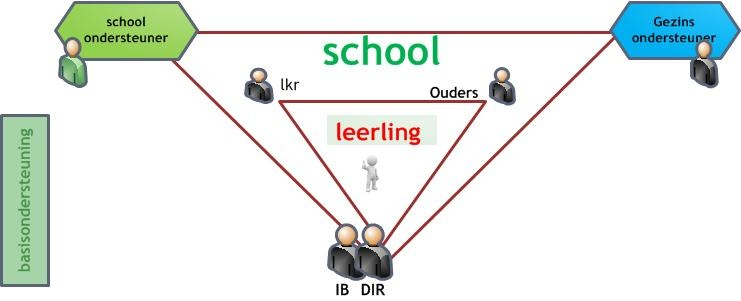 school
ondersteuner
Gezins
ondersteuner
school
lkr
Ouders
leerling
basisondersteuning
IB DIR